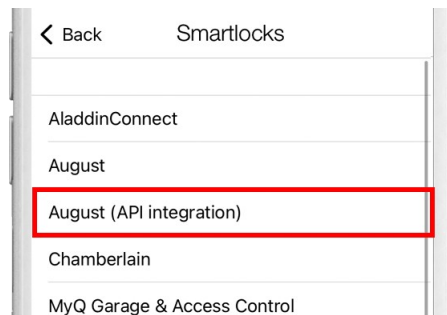 Back
Smartlocks
AladdinConnect
August
August (API integration)
Chamberlain
MyQ Garage & Access Control